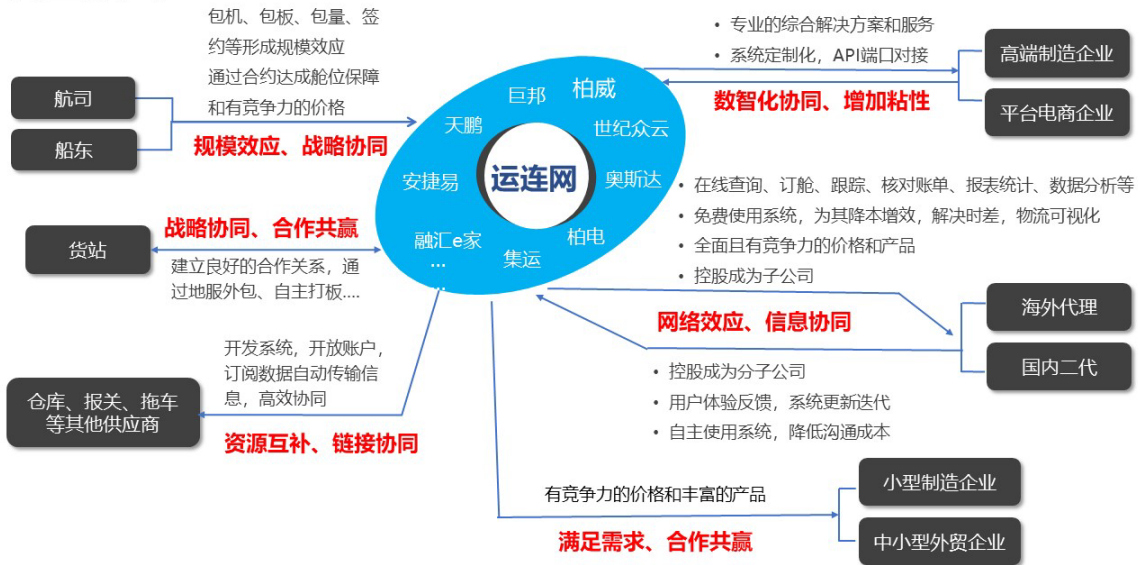 包机、包板、包量、签
约等形成规模效应
通过合约达成舱位保障
和有竞争力的价格
航司
船东
规模效应、战略协同
• 专业的综合解决方案和服务
• 系统定制化，API端口对接
高端制造企业
平台电商企业
数智化协同、增加粘性
巨邦
柏威
天鹏
世纪众云
安捷易
运连网
奥斯达
融汇e家
柏电
集运
...
...
货站
战略协同、合作共赢
建立良好的合作关系，通
过地服外包、自主打板....
• 在线查询、订舱、跟踪、核对账单、报表统计、数据分析等
• 免费使用系统，为其降本增效，解决时差，物流可视化
• 全面且有竞争力的价格和产品
• 控股成为子公司
网络效应、信息协同
海外代理
国内二代
• 控股成为分子公司
• 用户体验反馈，系统更新迭代
• 自主使用系统，降低沟通成本
开发系统，开放账户，
订阅数据自动传输信
息，高效协同
仓库、报关、拖车
等其他供应商
资源互补、链接协同
有竞争力的价格和丰富的产品
满足需求、合作共赢
小型制造企业
中小型外贸企业